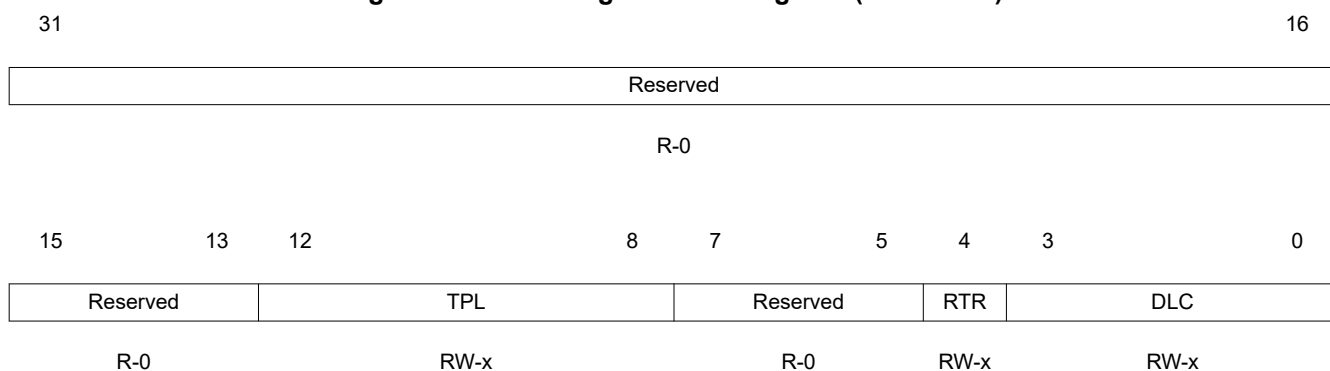 31 16
Reserved
R-0
15 13 12 8 7 5 4 3 0
Reserved TPL Reserved RTR DLC
R-0 RW-x R-0 RW-x RW-x